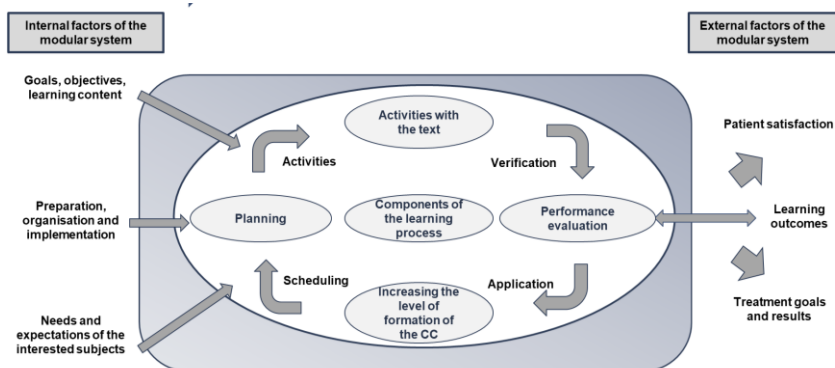 Internal factors of the
modular system
External factors of the
modular system
Goals, objectives,
learning content
Activities with
the text
Patient satisfaction
Activities
Verification
Preparation,
organisation and
implementation
Planning
Components of
the learning
process
Performance
evaluation
Learning
outcomes
Scheduling
Application
Increasing the
level of
formation of
the CC
Needs and
expectations of the
interested subjects
Treatment goals
and results